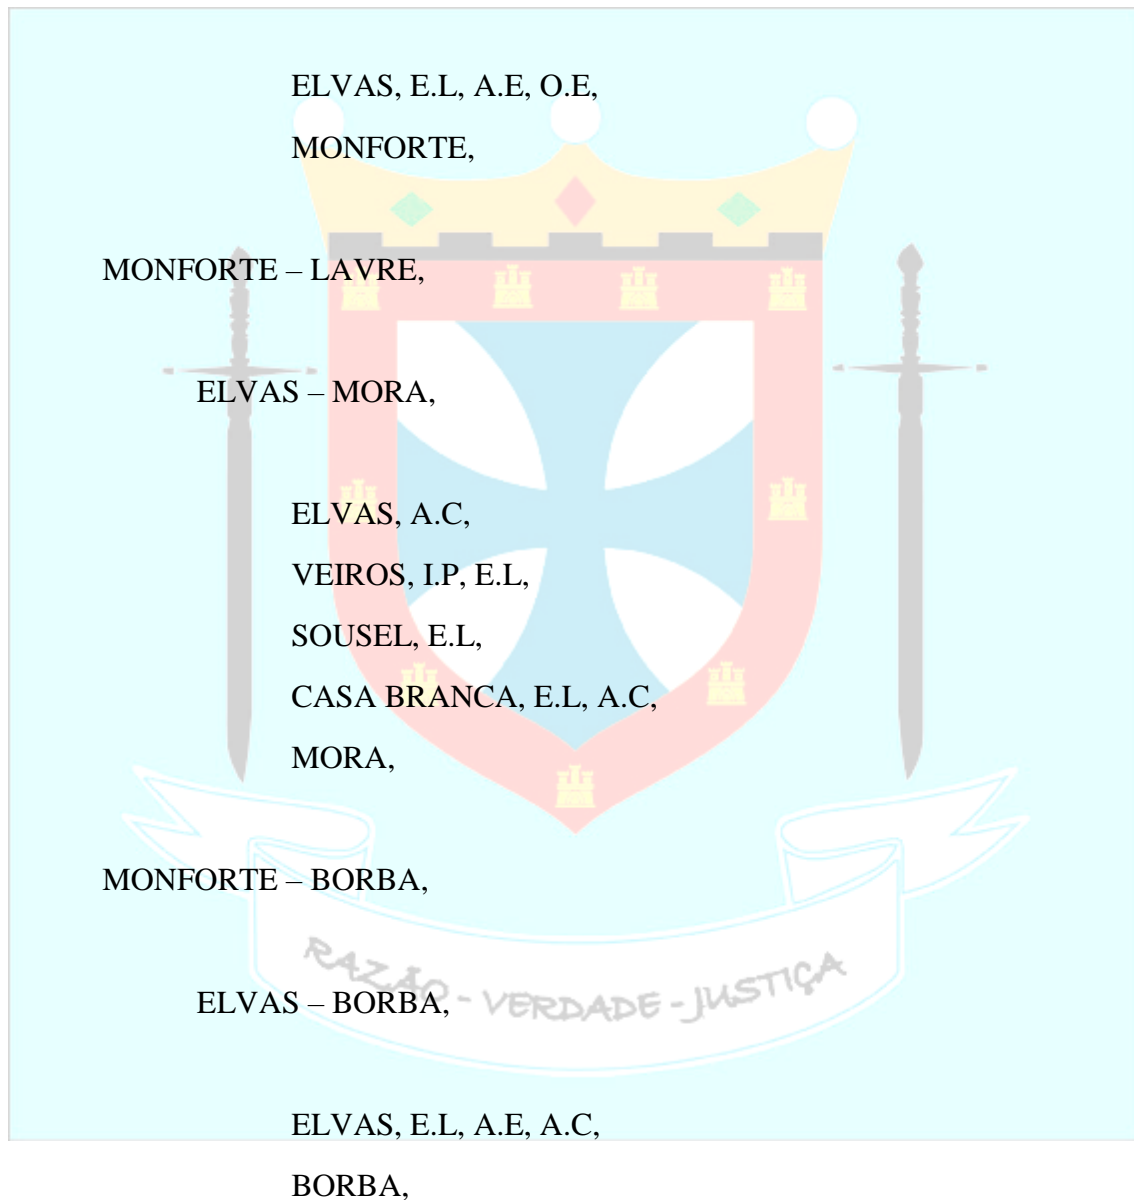 ELVAS, E.L, A.E, O.E,
MONFORTE,
MONFORTE – LAVRE,
ELVAS – MORA,
ELVAS, A.C,
VEIROS, I.P, E.L,
SOUSEL, E.L,
CASA BRANCA, E.L, A.C,
MORA,
MONFORTE – BORBA,
RAZÃO - VERDADE - JUSTIÇA
ELVAS – BORBA,
ELVAS, E.L, A.E, A.C,
BORBA,